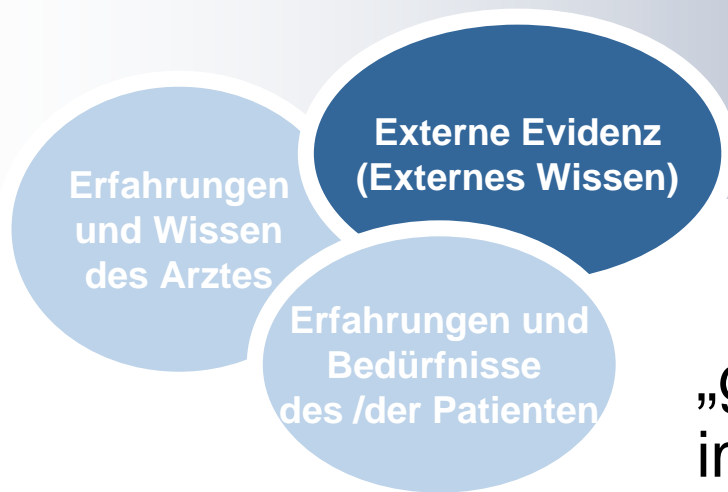 Externe Evidenz
(Externes Wissen)
Erfahrungen
und Wissen
des Arztes
Erfahrungen und
Bedürfnisse
des /der Patienten